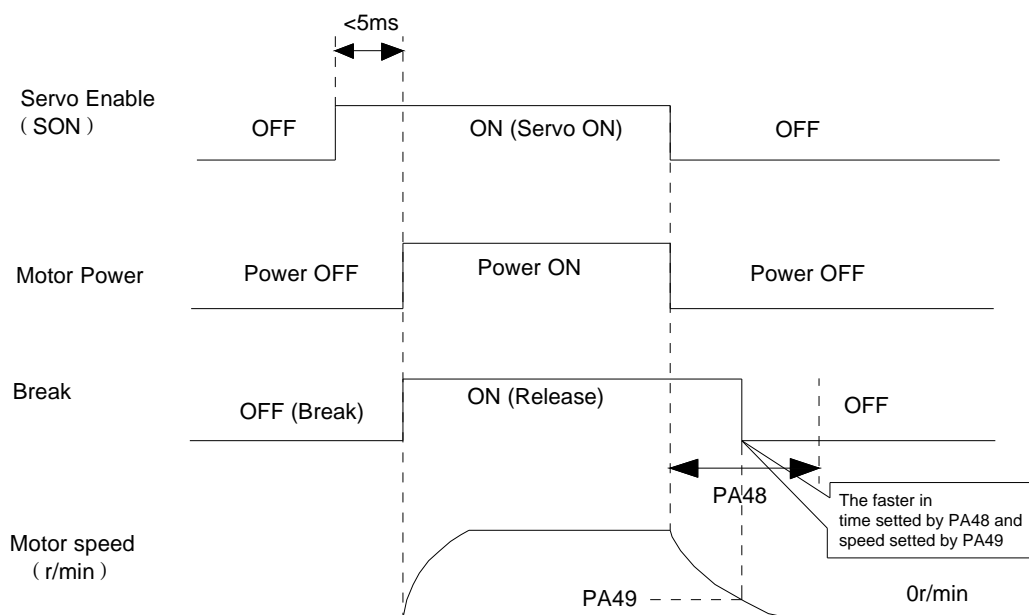 <5ms
Servo Enable
（SON）
OFF
ON (Servo ON)
OFF
Motor Power
Power OFF
Power ON
Power OFF
Break
OFF (Break)
ON (Release)
OFF
PA48
The faster in
time setted by PA48 and
speed setted by PA49
Motor speed
（r/min）
PA49
0r/min